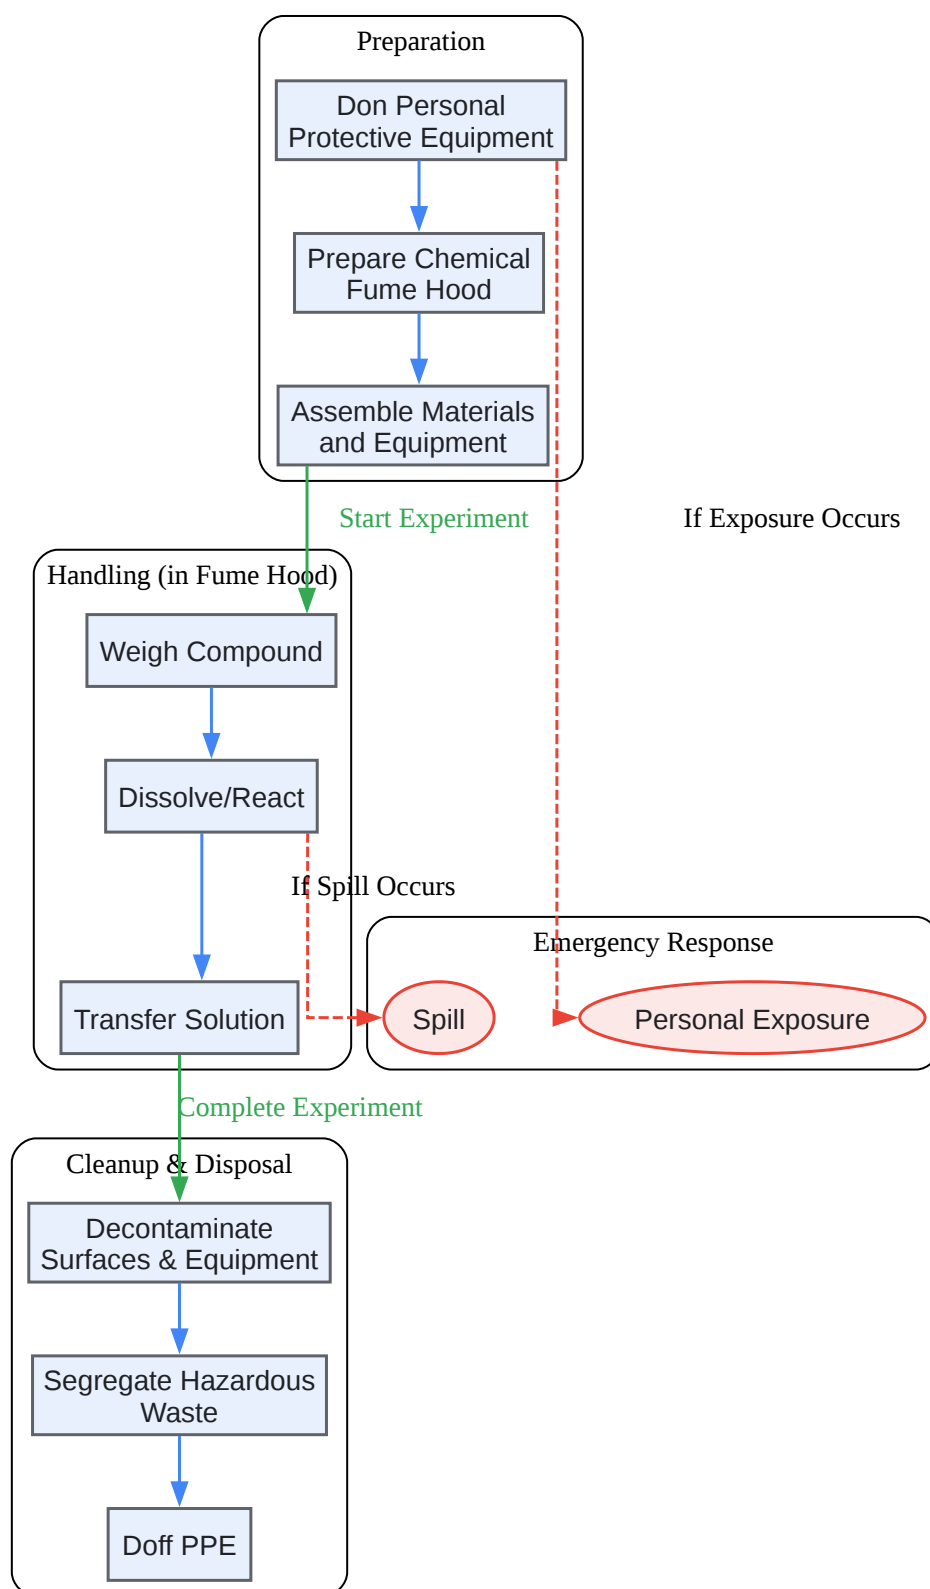 Preparation
Don Personal
Protective Equipment
Prepare Chemical
Fume Hood
Assemble Materials
and Equipment
Start Experiment
If Exposure Occurs
Handling (in Fume Hood)
Weigh Compound
Dissolve/React
If Spill Occurs
Emergency Response
Transfer Solution
Spill
Personal Exposure
Complete Experiment
Cleanup & Disposal
Decontaminate
Surfaces & Equipment
Segregate Hazardous
Waste
Doff PPE